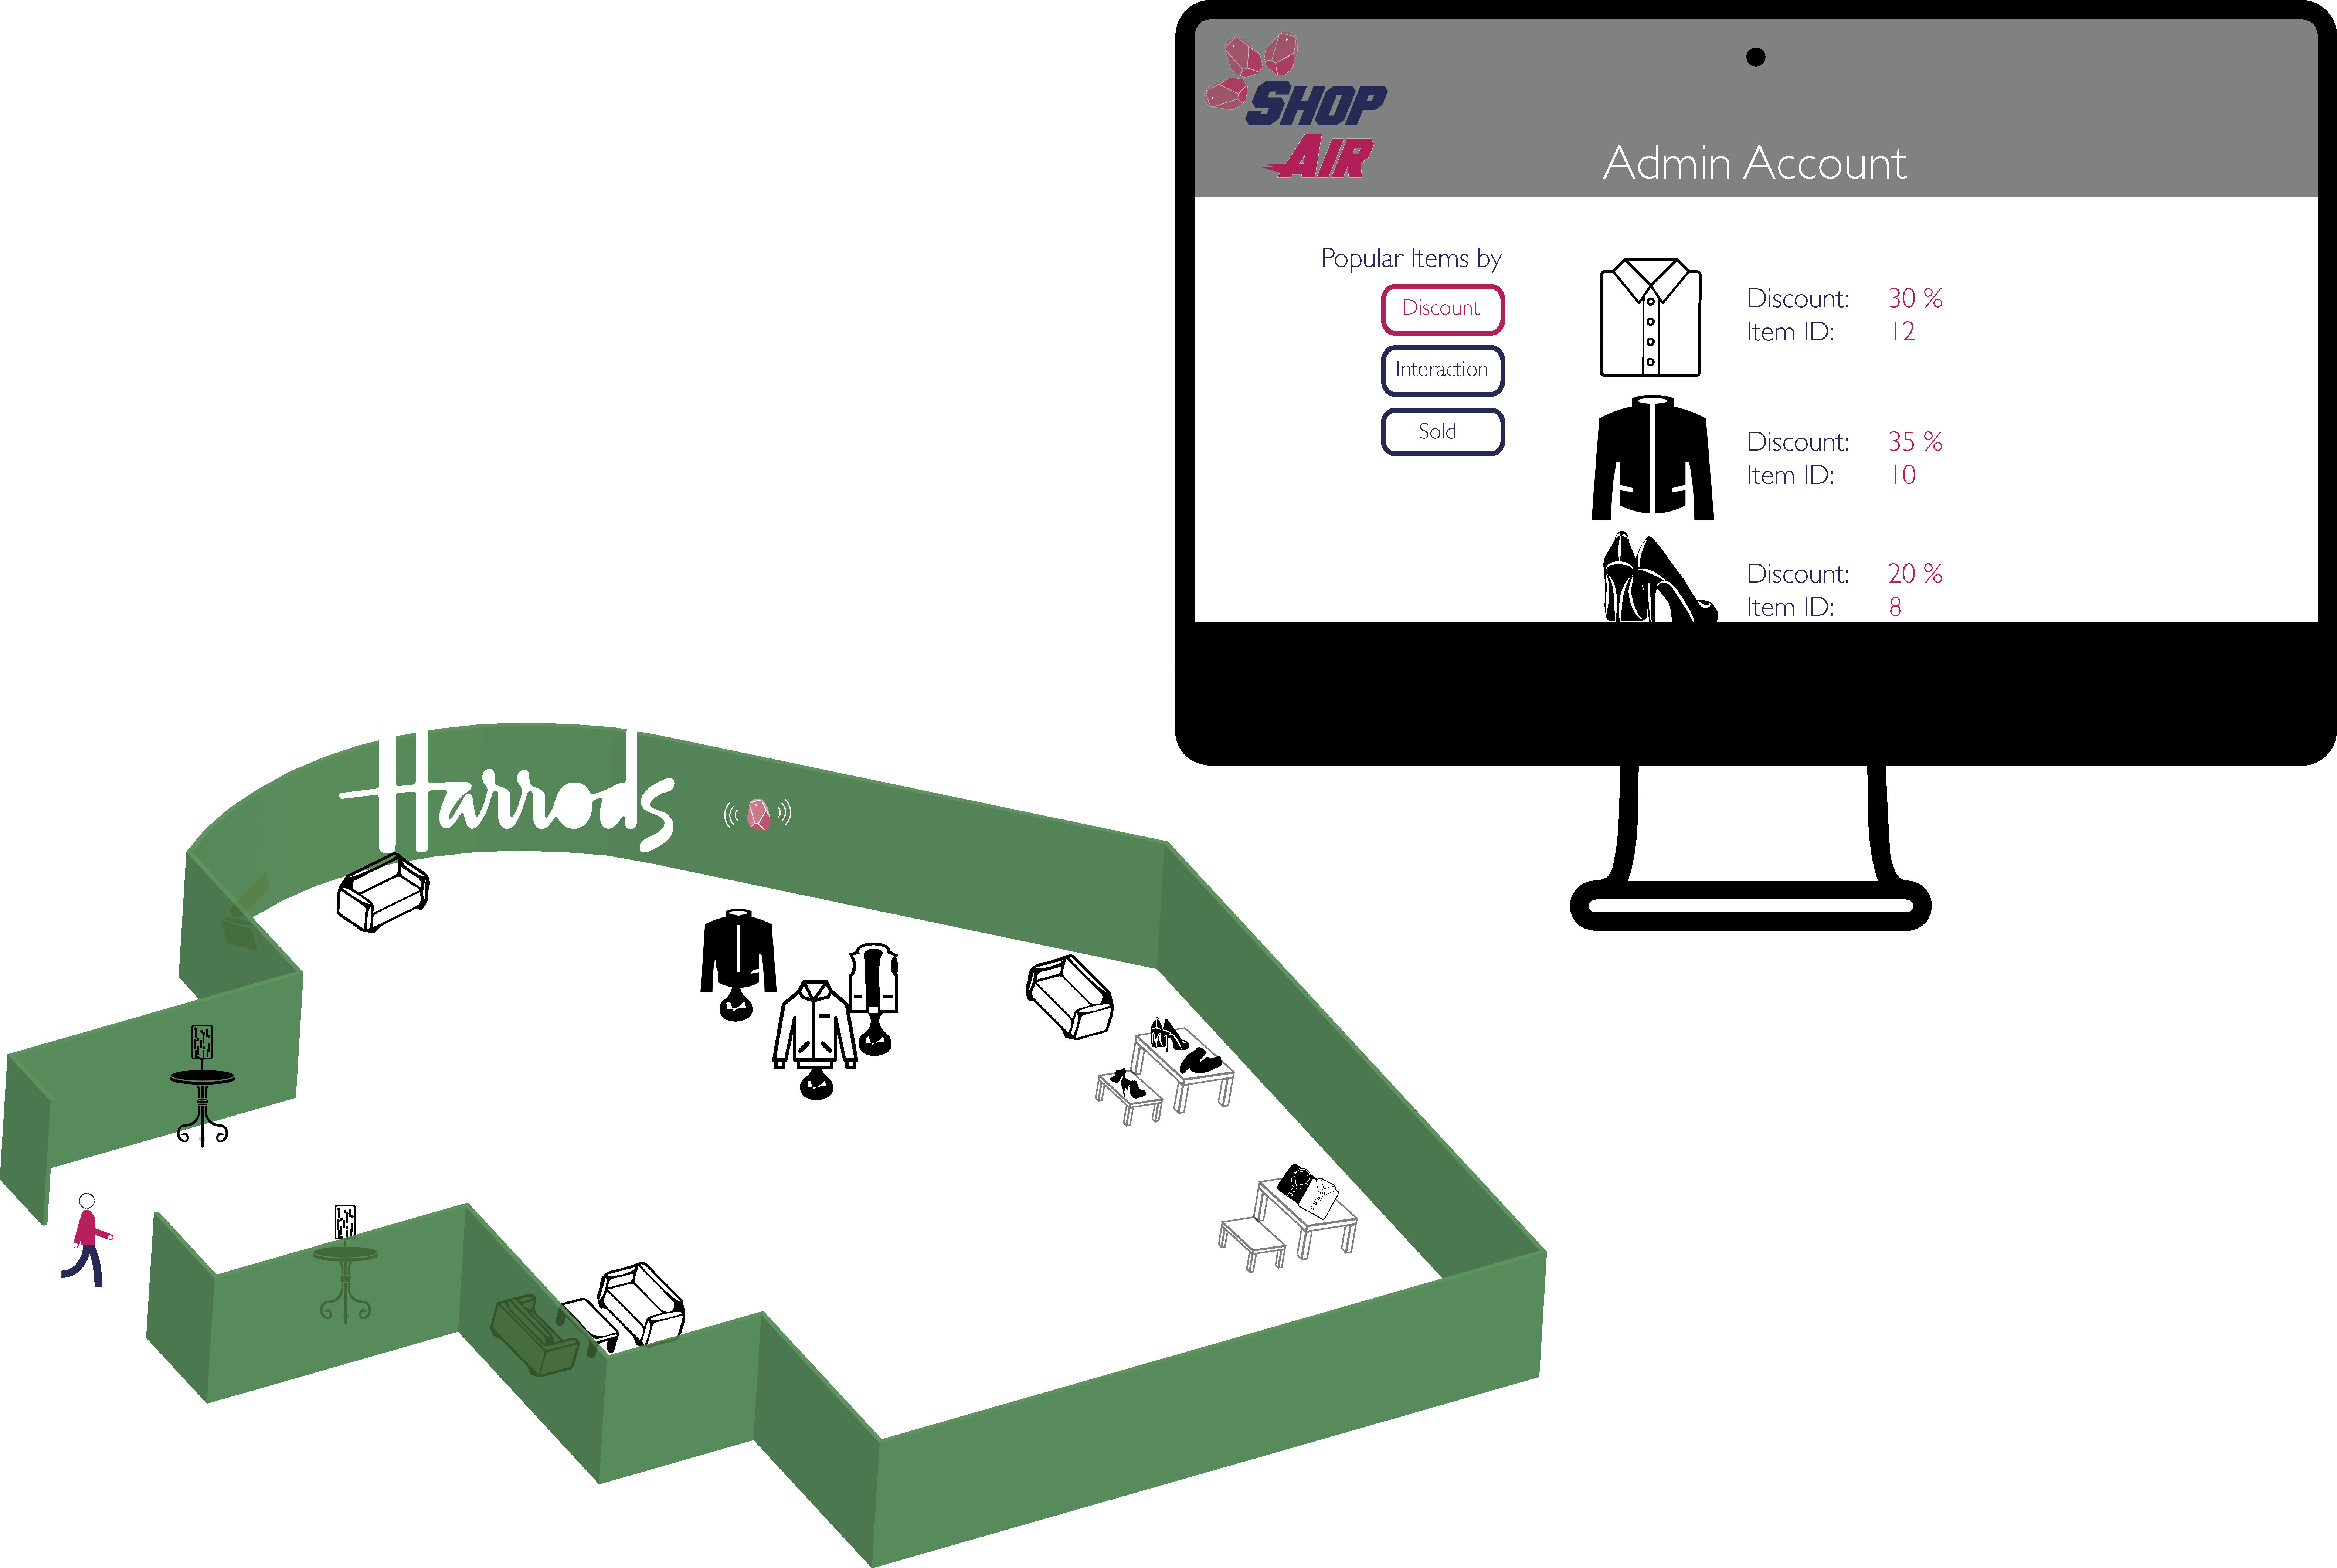 SHOP
AIR
Admin Account
Popular Items by
Discount
Interaction
Sold
Discount: 30 %
Item ID: 12
Discount: 35 %
Item ID: 10
Discount: 20 %
Item ID: 8
Harrods